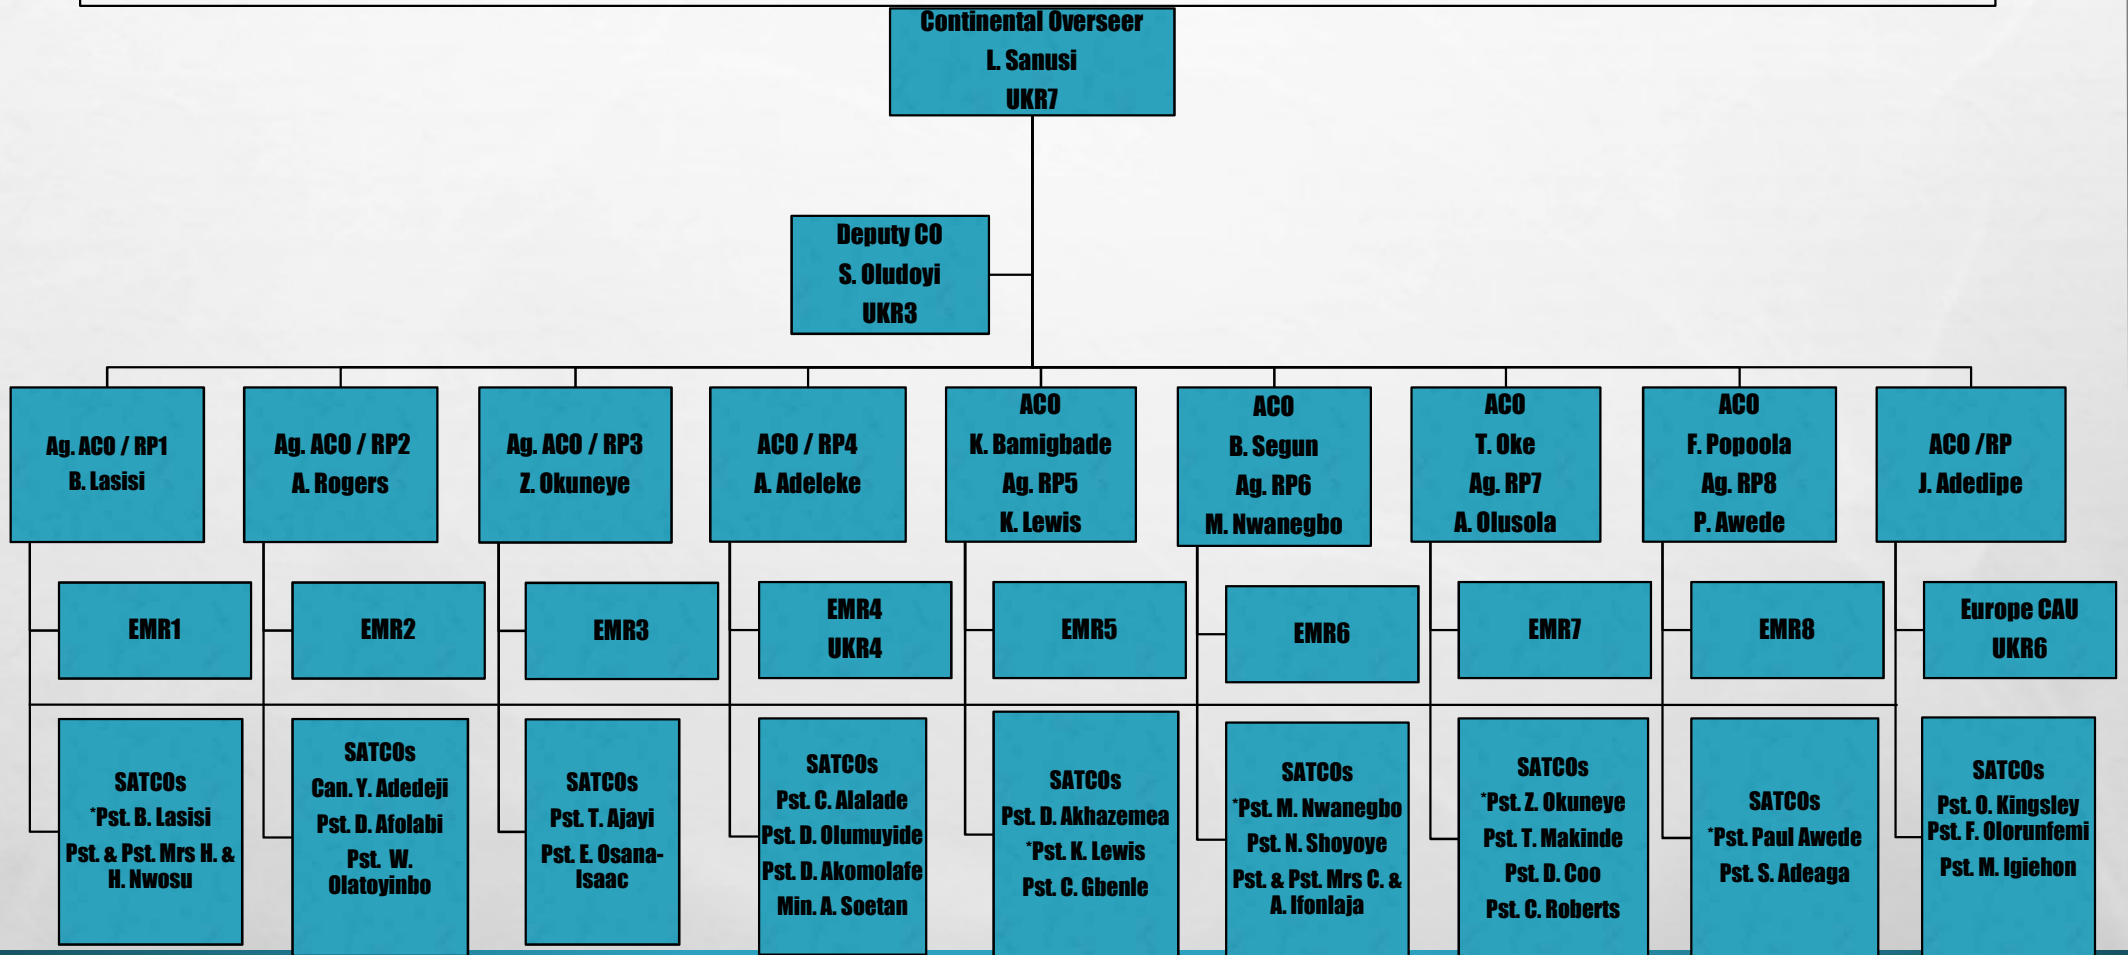 Continental Overseer
L. Sanusi
UKR7
Deputy CO
S. Oludoyi
UKR3
Ag. ACO / RP1
B. Lasisi
Ag. ACO / RP2
A. Rogers
Ag. ACO / RP3
Z. Okuneye
ACO / RP4
A. Adeleke
ACO
K. Bamigbade
Ag. RP5
K. Lewis
ACO
B. Segun
Ag. RP6
M. Nwanegbo
ACO
T. Oke
Ag. RP7
A. Olusola
ACO
F. Popoola
Ag. RP8
P. Awede
ACO /RP
J. Adedipe
EMR1
EMR2
EMR3
EMR4
UKR4
EMR5
EMR6
EMR7
EMR8
Europe CAU
UKR6
SATCOs
*Pst. B. Lasisi
Pst. & Pst. Mrs H. &
H. Nwosu
SATCOs
Can. Y. Adedeji
Pst. D. Afolabi
Pst. W.
Olatoyinbo
SATCOs
Pst. T. Ajayi
Pst. E. Osana-
Isaac
SATCOs
Pst. C. Alalade
Pst. D. Olumuyide
Pst. D. Akomolafe
Min. A. Soetan
SATCOs
Pst. D. Akhazemea
*Pst. K. Lewis
Pst. C. Gbenle
SATCOs
*Pst. M. Nwanegbo
Pst. N. Shoyoye
Pst. & Pst. Mrs C. &
A. Ifonlaja
SATCOs
*Pst. Z. Okuneye
Pst. T. Makinde
Pst. D. Coo
Pst. C. Roberts
SATCOs
*Pst. Paul Awede
Pst. S. Adeaga
SATCOs
Pst. O. Kingsley
Pst. F. Olorunfemi
Pst. M. Igiehon